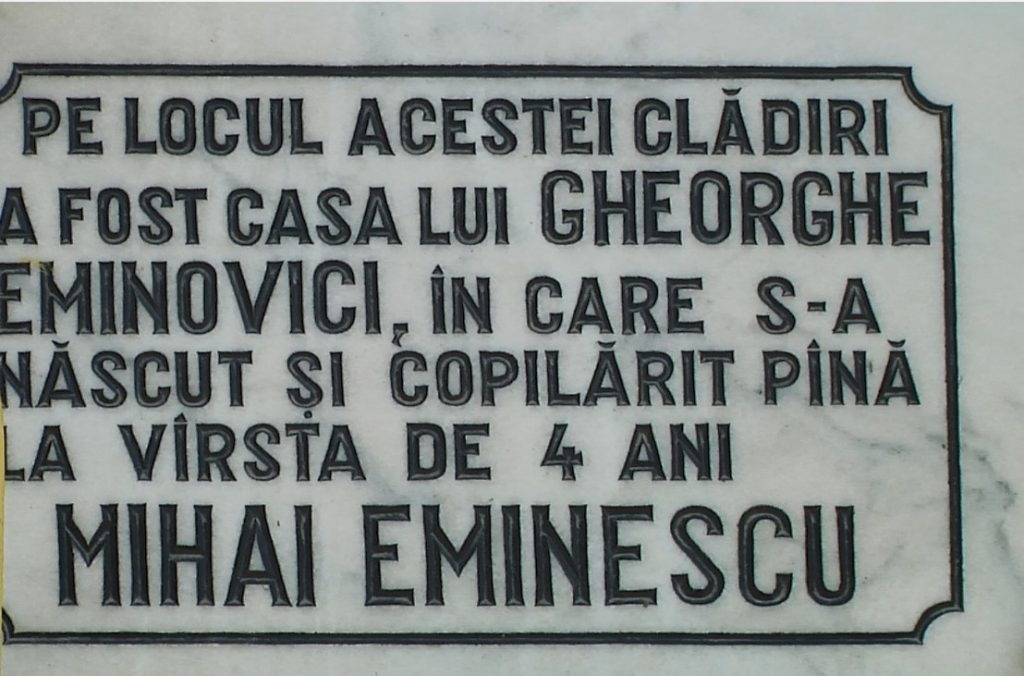 PE LOCUL ACESTEI CLĂDIRI
A FOST CASA LUI GHEORGHE
EMINOVICI, ÎN CARE S-A
NĂSCUT ȘI COPILĂRIT PÎNĂ
LA VÎRSTA DE 4 ANI
MIHAI EMINESCU